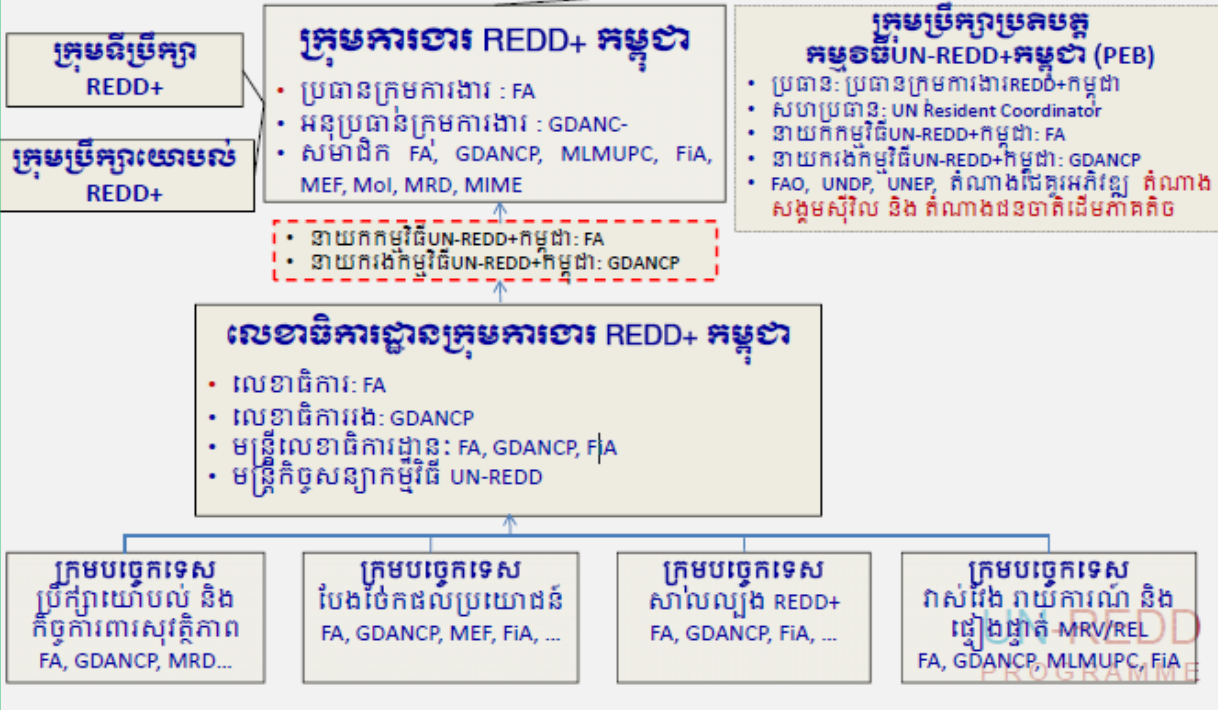 ក្រុមទីប្រឹក្សា
REDD+
ក្រុមប្រឹក្សាយោបល់
REDD+
ក្រុមការងារ REDD+ កម្ពុជា
• ប្រធានក្រុមការងារ : FA
• អនុប្រធានក្រុមការងារ : GDANC-
• សមាជិក FA, GDANCP, MLMUPC, FiA,
MEF, MoI, MRD, MIME
ក្រុមប្រឹក្សាប្រតិបត្ត
កម្មវិធីUN-REDD+កម្ពុជា (PEB)
• ប្រធាន: ប្រធានក្រុមការងារREDD+កម្ពុជា
• សហប្រធាន: UN Resident Coordinator
• នាយកកម្មវិធីUN-REDD+កម្ពុជា: FA
• នាយករងកម្មវិធីUN-REDD+កម្ពុជា: GDANCP
• FAO, UNDP, UNEP, តំណាងដៃគូរអភិវឌ្ឍ តំណាង
សង្គមស៊ីវិល និង តំណាងជនជាតិដើមភាគតិច
• នាយកកម្មវិធីUN-REDD+កម្ពុជា: FA
• នាយករងកម្មវិធីUN-REDD+កម្ពុជា: GDANCP
លេខាធិការដ្ឋានក្រុមការងារ REDD+ កម្ពុជា
• លេខាធិការ: FA
• លេខាធិការរង: GDANCP
• មន្ត្រីលេខាធិការដ្ឋាន: FA, GDANCP, FiA
• មន្ត្រីកិច្ចសន្យាកម្មវិធី UN-REDD
ក្រុមបច្ចេកទេស
ប្រឹក្សាយោបល់ និង
កិច្ចការពារសុវត្ថិភាព
FA, GDANCP, MRD...
ក្រុមបច្ចេកទេស
បែងចែកផលប្រយោជន៍
FA, GDANCP, MEF, FiA, ...
ក្រុមបច្ចេកទេស
សាលល្បង REDD+
FA, GDANCP, FiA, ...
ក្រុមបច្ចេកទេស
វាស់វែង រាយការណ៍ និង
ផ្ទៀងផ្ទាត់ MRV/REL
FA, GDANCP, MLMUPC, FiA
UN-REDD
PROGRAMME